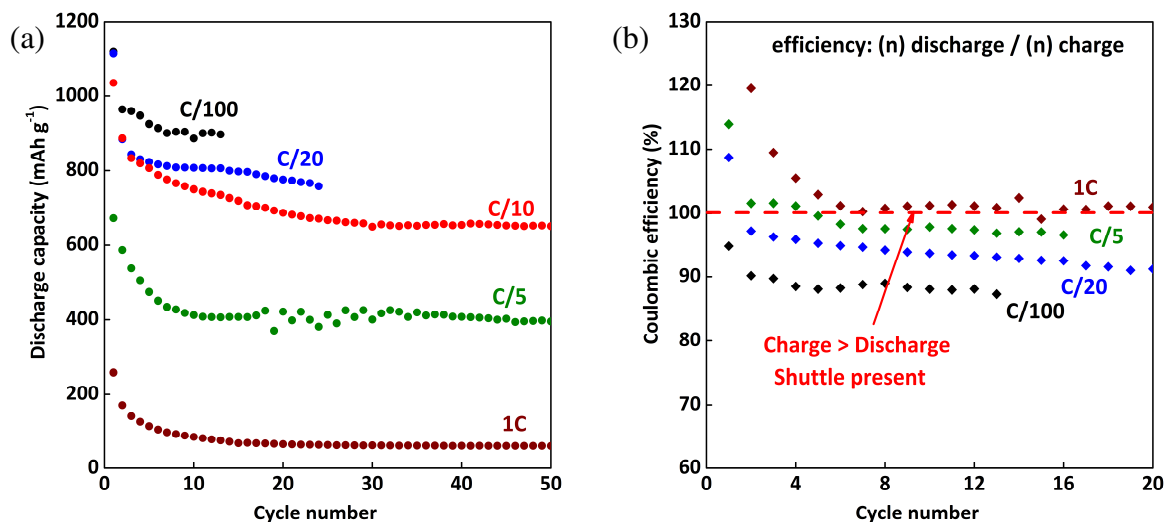 (a)
1200
1000
800
600
400
200
0
Discharge capacity (mAh g⁻¹)
C/100
C/20
C/10
C/5
1C
0 10 20 30 40 50
Cycle number
(b)
130
120
110
100
90
80
70
60
Coulombic efficiency (%)
efficiency: (n) discharge / (n) charge
1C
C/5
C/20
C/100
Charge > Discharge
Shuttle present
0 4 8 12 16 20
Cycle number